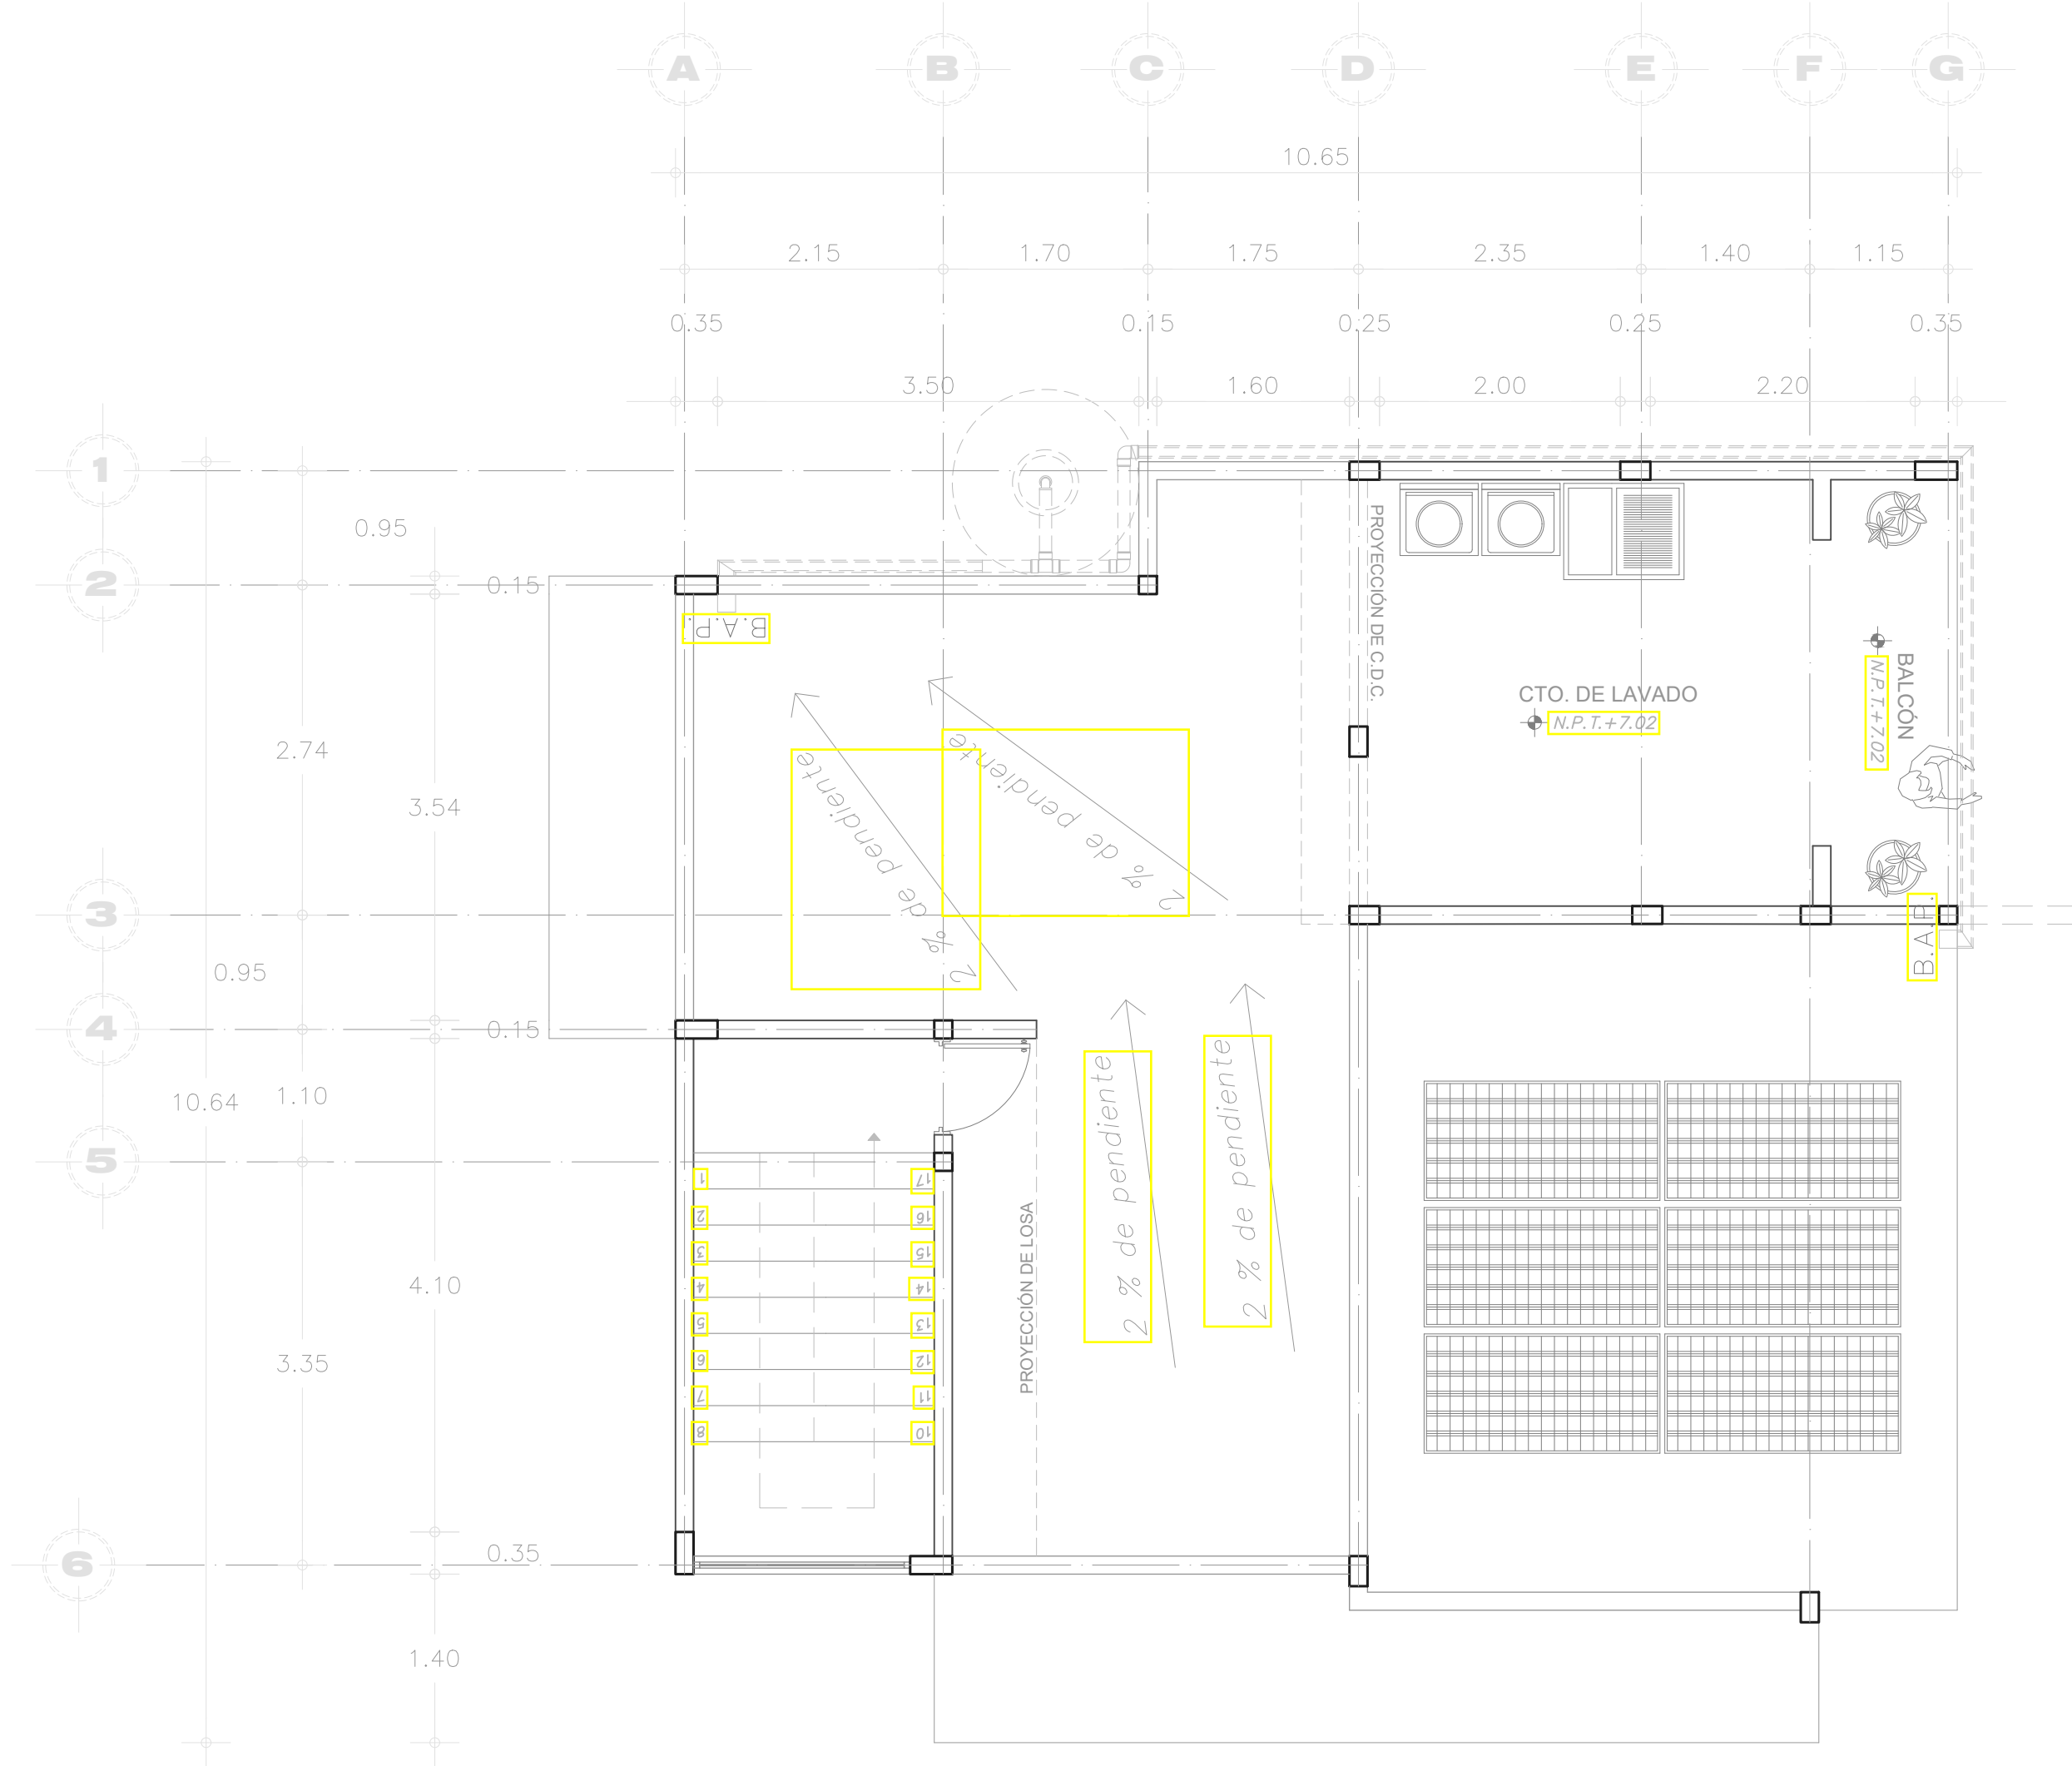 A B C D E F G
10.65
2.15 1.70 1.75 2.35 1.40 1.15
0.35 0.15 0.25 0.25 0.35
3.50 1.60 2.00 2.20
1
0.95
2
0.15
B.A.P.
PROYECCIÓN DE C.D.C.
CTO. DE LAVADO
N.P.T.+7.02
BALCÓN
N.P.T.+7.02
2.74
3.54
2 % de pendiente
2 % de pendiente
3
B.A.P.
0.95
4
0.15
10.64
1.10
5
2 % de pendiente
2 % de pendiente
1 17
2 16
3 15
4 14
5 13
6 12
7 11
8 10
PROYECCIÓN DE LOSA
4.10
3.35
6
0.35
1.40